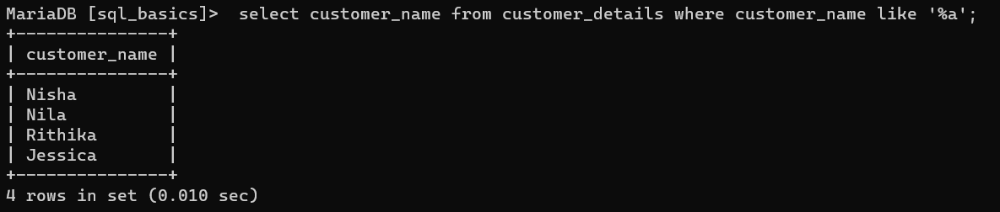 MariaDB [sql_basics]>  select customer_name from customer_details where customer_name like '%a';
+---------------+
| customer_name |
+---------------+
| Nisha         |
| Nila          |
| Rithika       |
| Jessica       |
+---------------+
4 rows in set (0.010 sec)